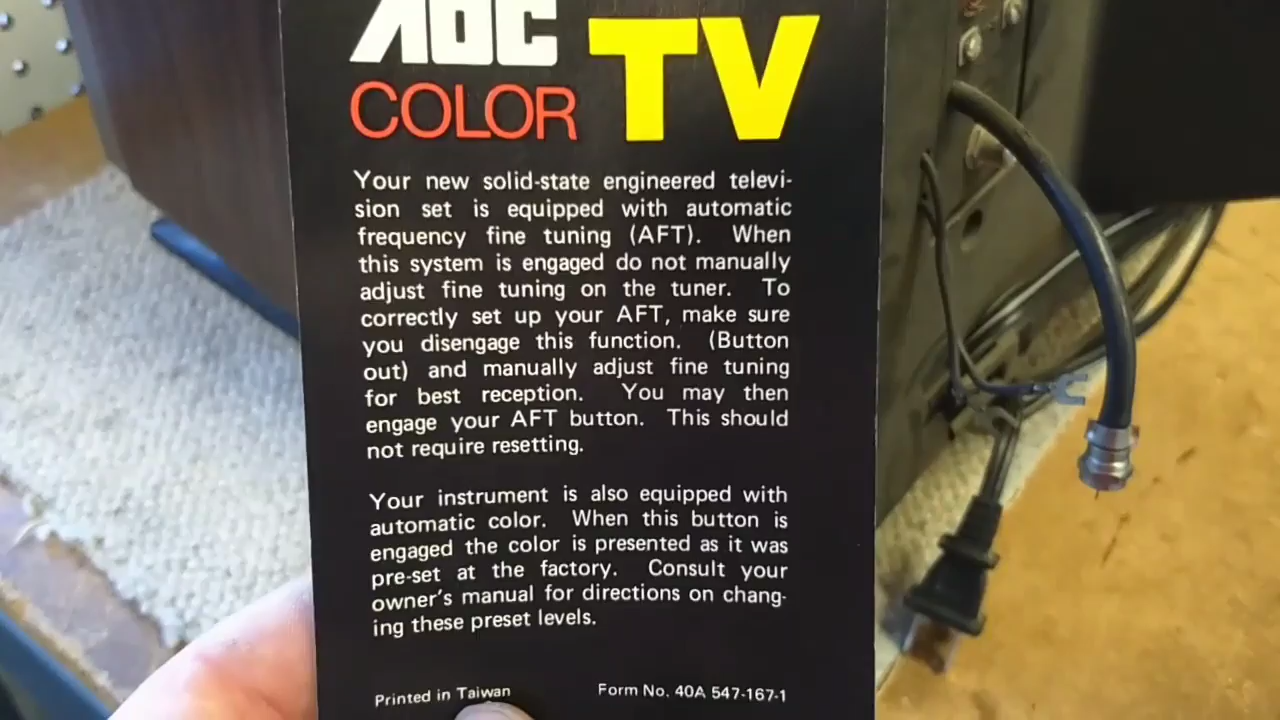 AOC
COLOR TV
Your new solid-state engineered televi-
sion set is equipped with automatic
frequency fine tuning (AFT). When
this system is engaged do not manually
adjust fine tuning on the tuner. To
correctly set up your AFT, make sure
you disengage this function. (Button
out) and manually adjust fine tuning
for best reception. You may then
engage your AFT button. This should
not require resetting.
Your instrument is also equipped with
automatic color. When this button is
engaged the color is presented as it was
pre-set at the factory. Consult your
owner's manual for directions on chang-
ing these preset levels.
Printed in Taiwan Form No. 40A 547-167-1